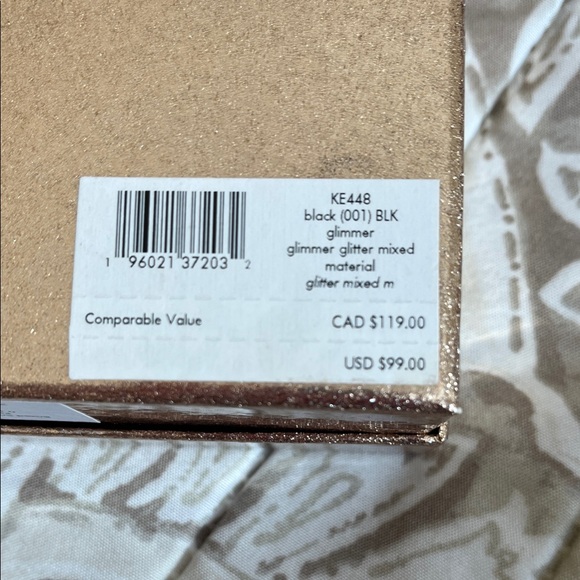 KE448
black (001) BLK
glimmer
glimmer glitter mixed
material
glitter mixed m
1 96021 37203 2
Comparable Value CAD $119.00
USD $99.00